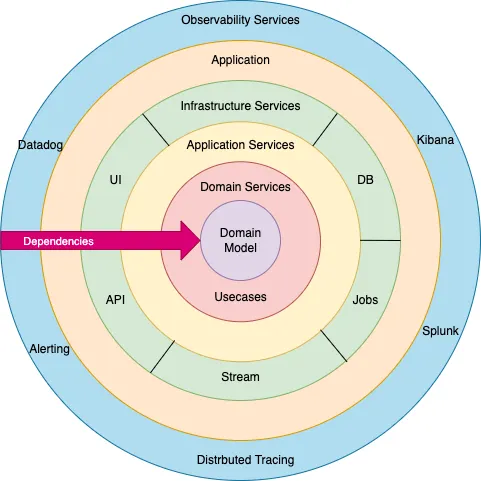 Observability Services
Application
Infrastructure Services
Application Services
Datadog
Kibana
UI
Domain Services
DB
Domain
Model
Dependencies
API
Usecases
Jobs
Alerting
Splunk
Stream
Distrbuted Tracing